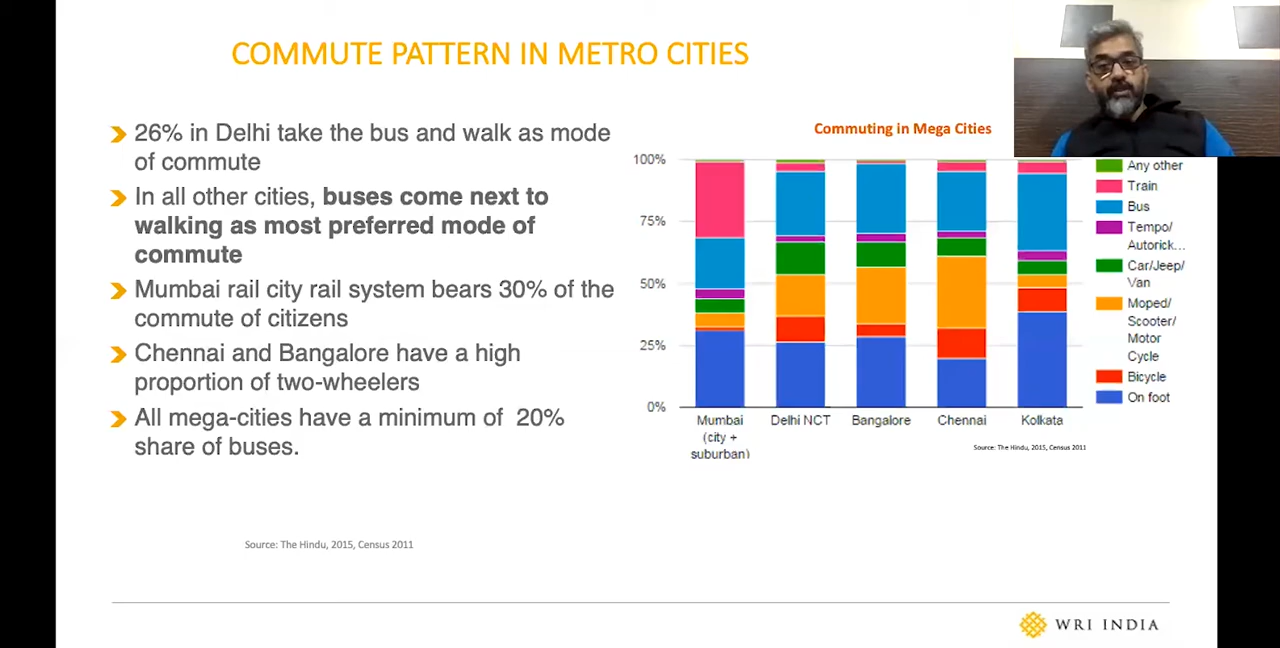 COMMUTE PATTERN IN METRO CITIES
26% in Delhi take the bus and walk as mode
of commute
In all other cities, buses come next to
walking as most preferred mode of
commute
Mumbai rail city rail system bears 30% of the
commute of citizens
Chennai and Bangalore have a high
proportion of two-wheelers
All mega-cities have a minimum of 20%
share of buses.
Source: The Hindu, 2015, Census 2011
Commuting in Mega Cities
100%
75%
50%
25%
0%
Mumbai
(city +
suburban)
Delhi NCT
Bangalore
Chennai
Kolkata
Any other
Train
Bus
Tempo/
Autorick...
Car/Jeep/
Van
Moped/
Scooter/
Motor
Cycle
Bicycle
On foot
Source: The Hindu, 2015, Census 2011
WRI INDIA